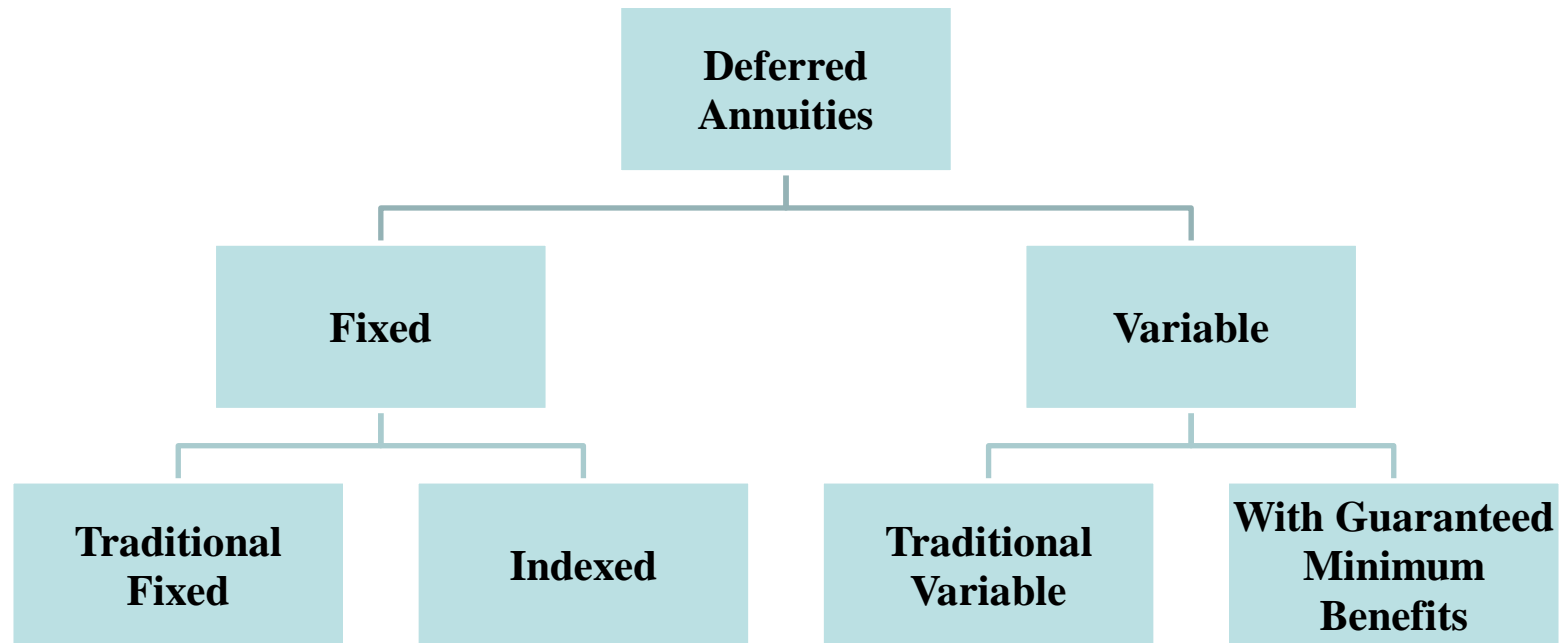 Deferred
Annuities
Fixed
Variable
Traditional
Fixed
Indexed
Traditional
Variable
With Guaranteed
Minimum
Benefits